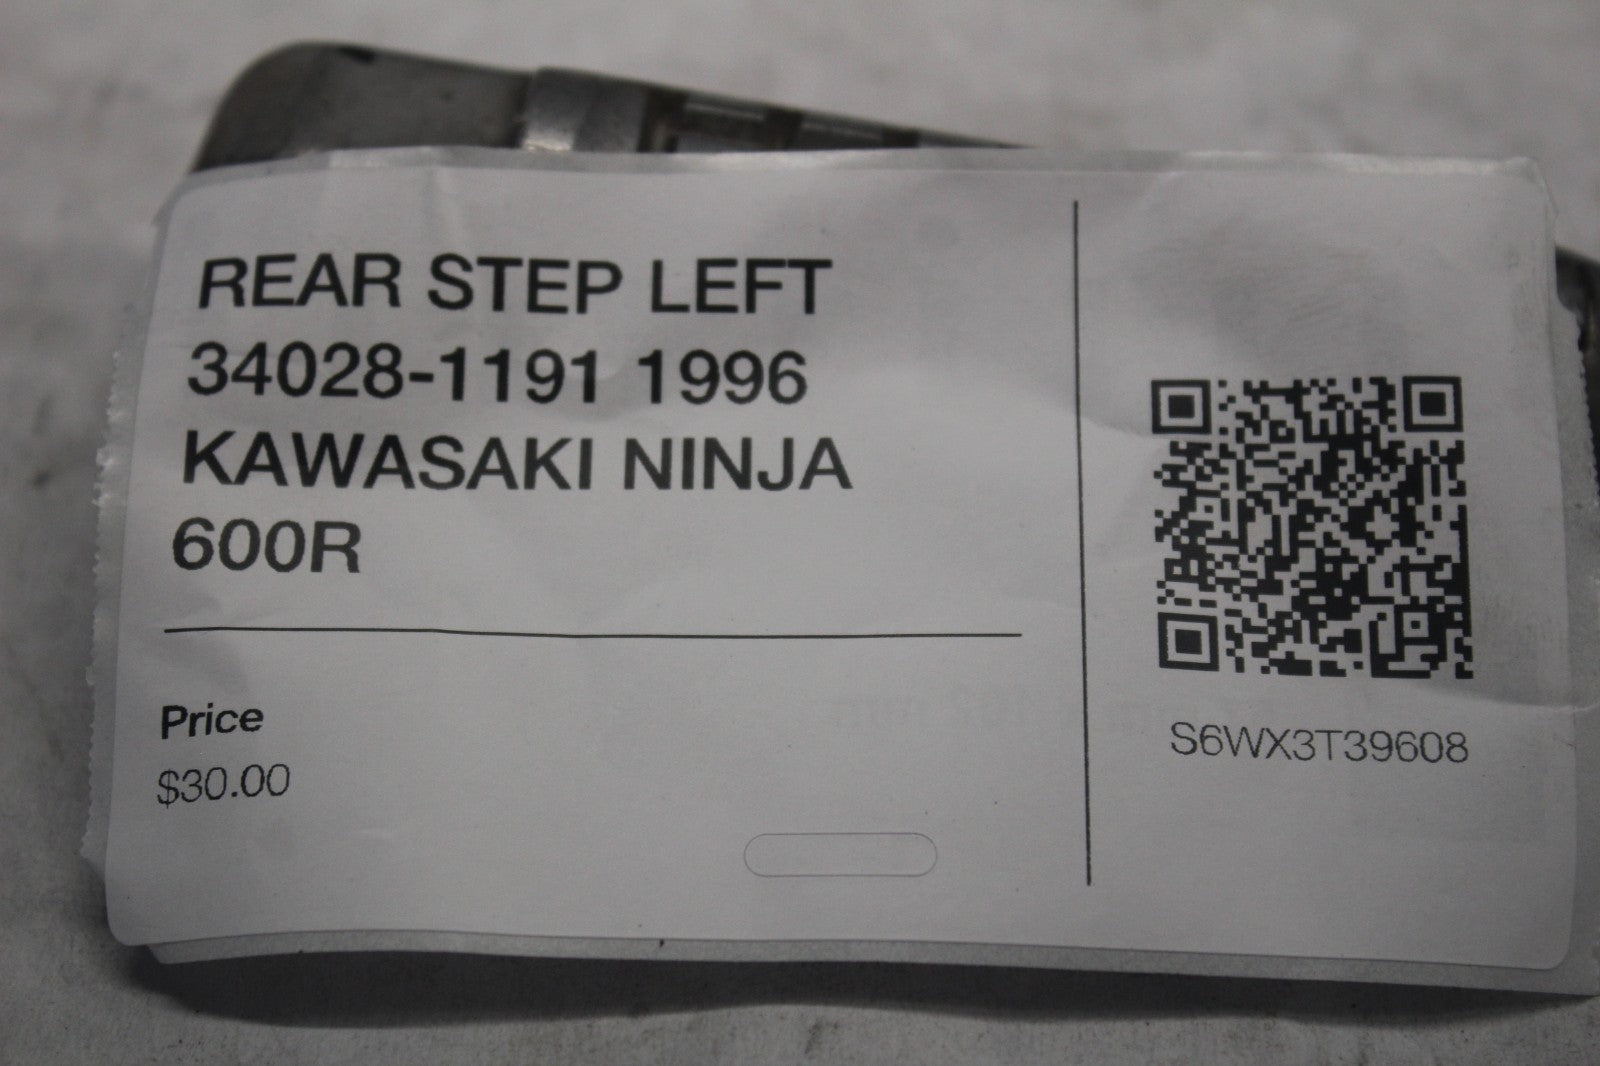 REAR STEP LEFT
34028-1191 1996
KAWASAKI NINJA
600R
Price
$30.00
S6WX3T39608